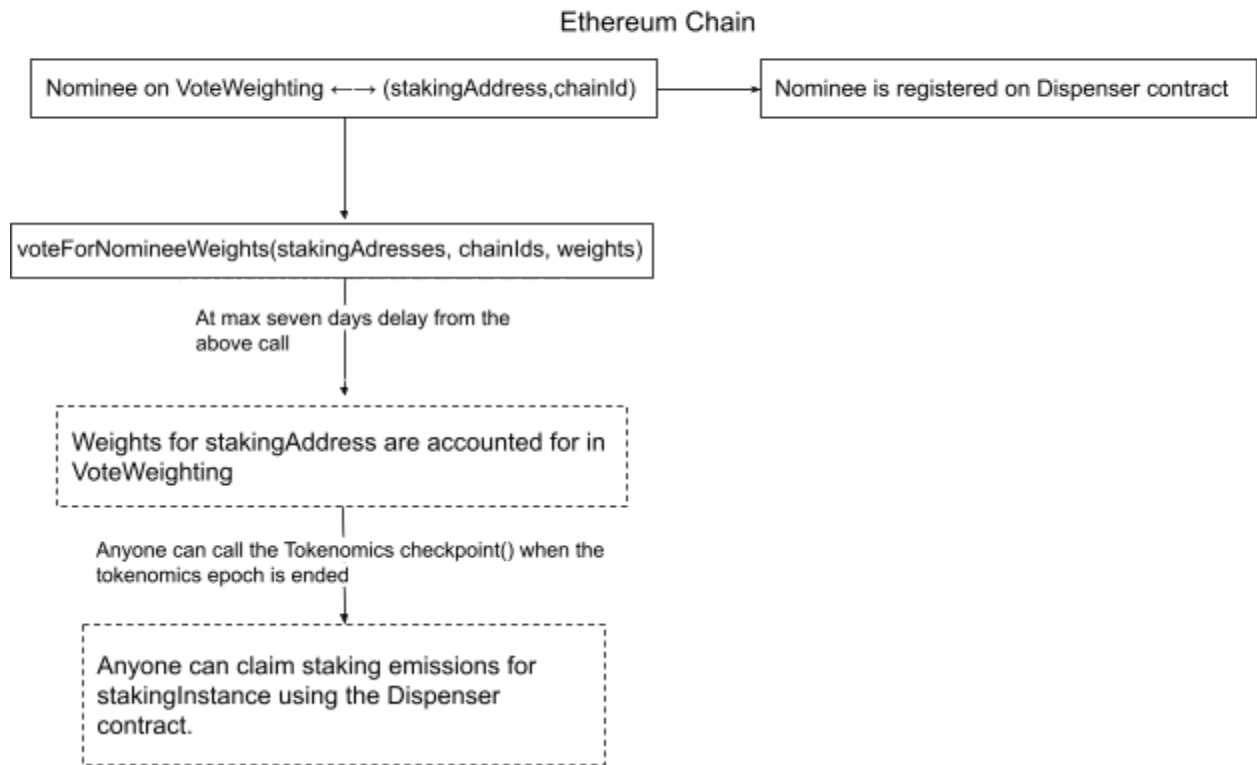 Ethereum Chain
Nominee on VoteWeighting ←→ (stakingAddress,chainId)
Nominee is registered on Dispenser contract
voteForNomineeWeights(stakingAdresses, chainIds, weights)
At max seven days delay from the
above call
Weights for stakingAddress are accounted for in
VoteWeighting
Anyone can call the Tokenomics checkpoint() when the
tokenomics epoch is ended
Anyone can claim staking emissions for
stakingInstance using the Dispenser
contract.